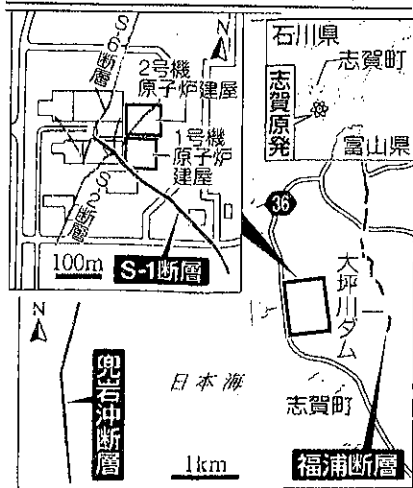 S-6断層
N
2号機
原子炉建屋
1号機
原子炉
建屋
S-2断層
100m
S-1断層
石川県
志賀町
志賀原発
富山県
36
大坪川ダム
N
兜岩沖断層
日本海
志賀町
1km
福浦断層